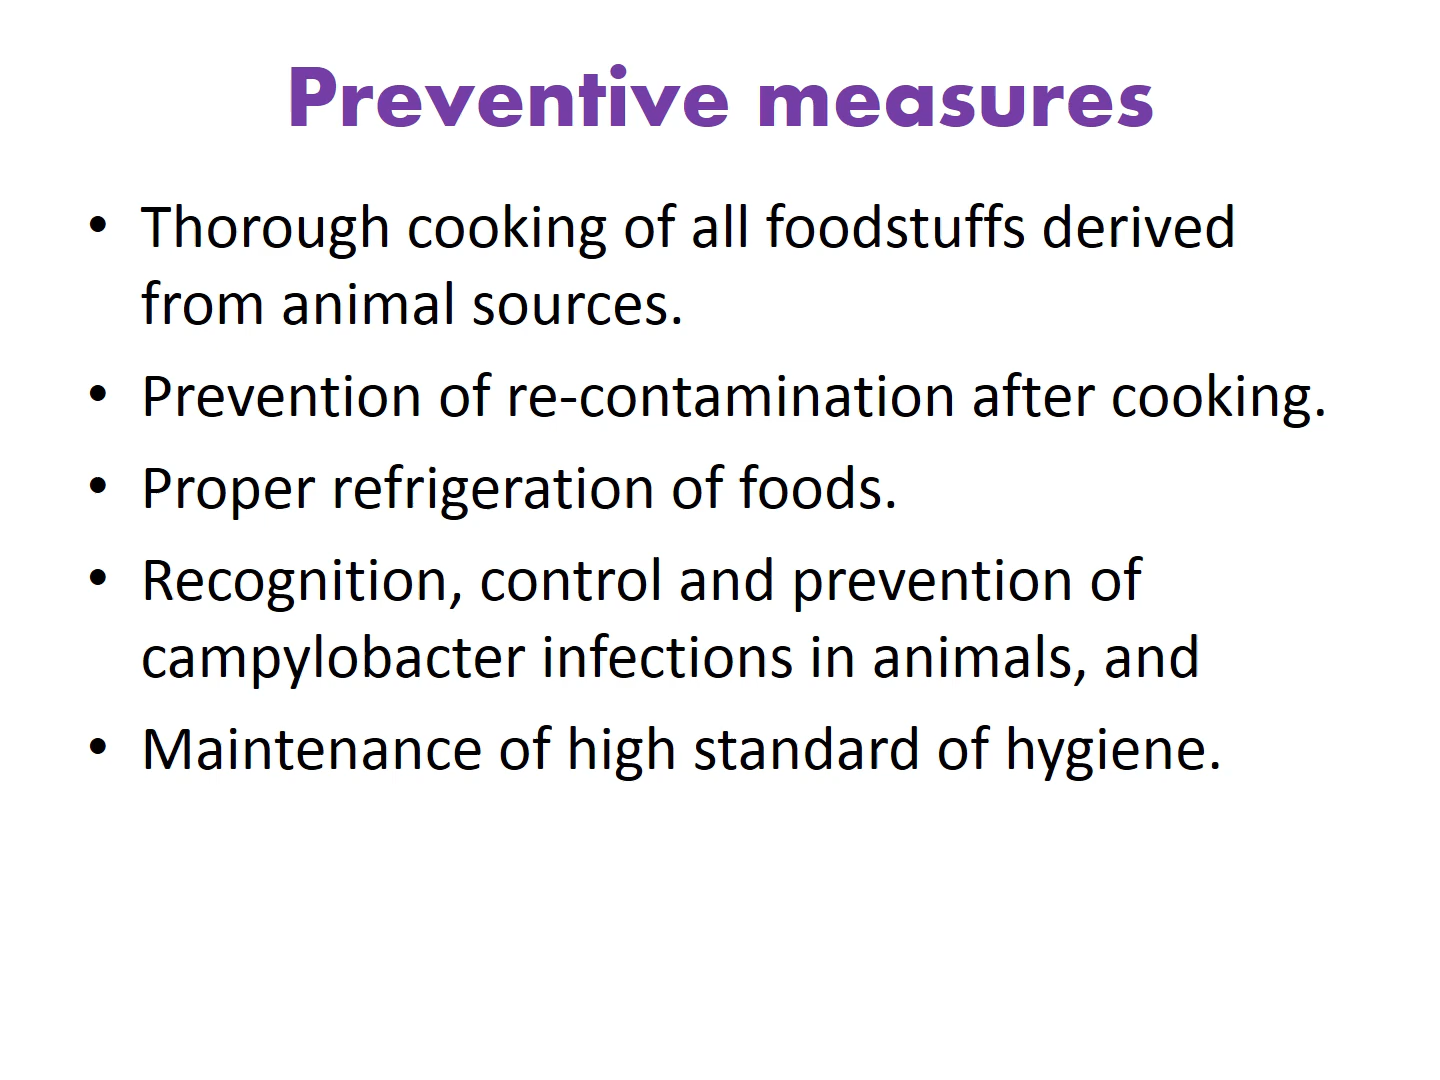 Preventive measures
• Thorough cooking of all foodstuffs derived
from animal sources.
• Prevention of re-contamination after cooking.
• Proper refrigeration of foods.
• Recognition, control and prevention of
campylobacter infections in animals, and
• Maintenance of high standard of hygiene.